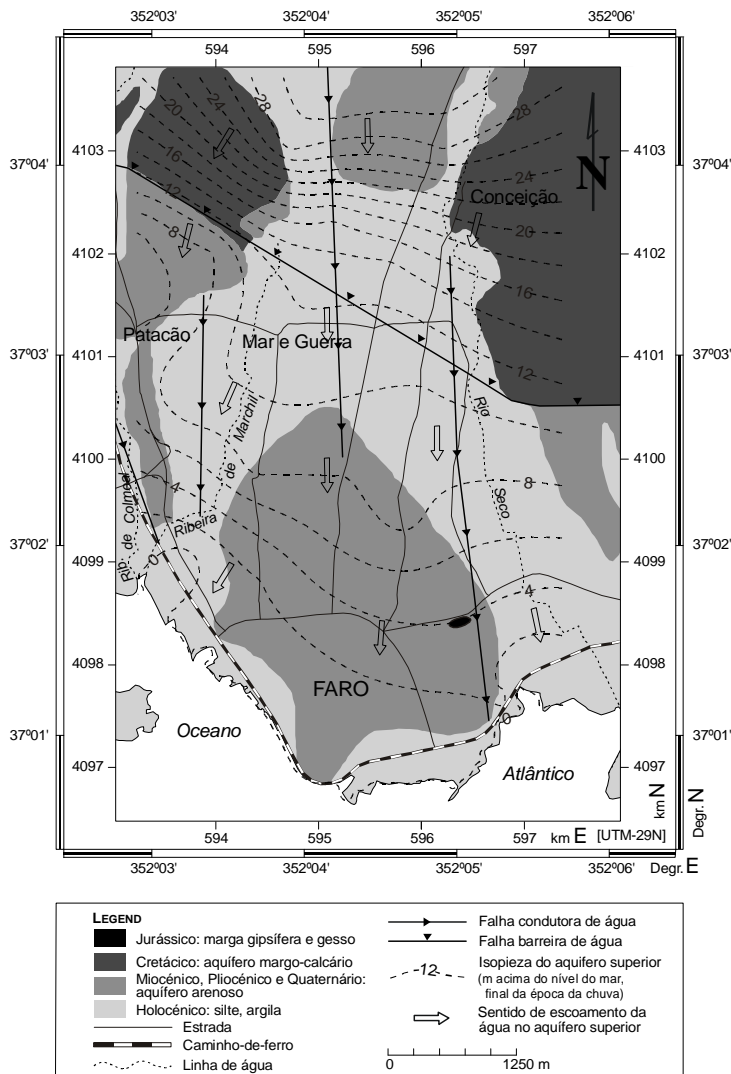 352º03' 352º04' 352º05' 352º06'
594 595 596 597
20 24 28 28
4103 4103
37º04' 37º04'
16 24
12 Conceição N
20
8
4102 4102
16
Patacão Mar e Guerra
37º03' 37º03'
4101 4101
12
Rio
Ribeira de Marchil
4100 4100
4 8
Seco
Rib. de Colmeal
37º02' 37º02'
0
4099 4099
4
4098 4098
FARO
0
Oceano
37º01' 37º01'
4097 4097
Atlântico
km N
Degr. N
594 595 596 597 km E [UTM-29N]
352º03' 352º04' 352º05' 352º06'
Degr. E
LEGEND
Jurássico: marga gipsífera e gesso
Cretácico: aquífero margo-calcário
Miocénico, Pliocénico e Quaternário:
aquífero arenoso
Holocénico: silte, argila
Estrada
Caminho-de-ferro
Linha de água
Falha condutora de água
Falha barreira de água
12 Isopieza do aquifero superior
(m acima do nível do mar,
final da época da chuva)
Sentido de escoamento da
água no aquífero superior
0 1250 m